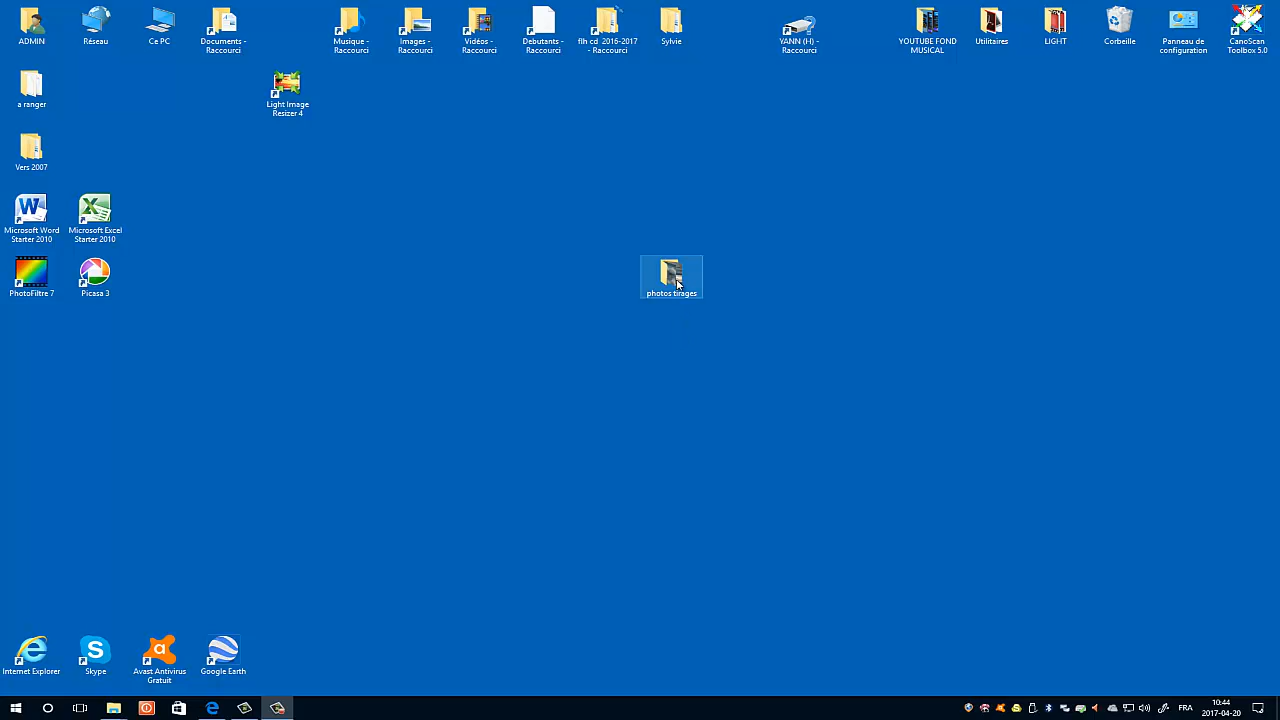 ADMIN
Réseau
Ce PC
Documents -
Raccourci
Musique -
Raccourci
Images -
Raccourci
Vidéos -
Raccourci
Debutants -
Raccourci
flh cd 2016-2017
- Raccourci
Sylvie
YANN (H) -
Raccourci
YOUTUBE FOND
MUSICAL
Utilitaires
LIGHT
Corbeille
Panneau de
configuration
CanoScan
Toolbox 5.0
a ranger
Light Image
Resizer 4
Vers 2007
Microsoft Word
Starter 2010
Microsoft Excel
Starter 2010
PhotoFiltre 7
Picasa 3
photos tirages
Internet Explorer
Skype
Avast Antivirus
Gratuit
Google Earth
FRA
10:44
2017-04-20